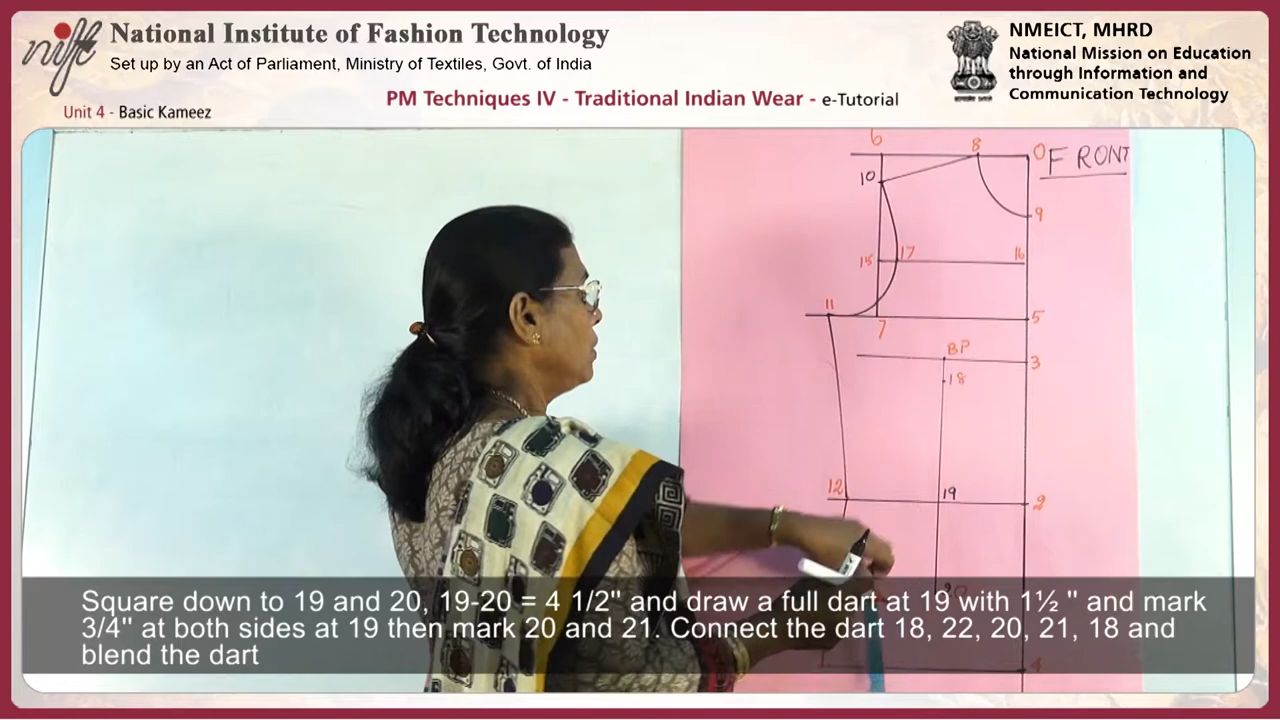 nift
National Institute of Fashion Technology
Set up by an Act of Parliament, Ministry of Textiles, Govt. of India
NMEICT, MHRD
National Mission on Education
through Information and
Communication Technology
PM Techniques IV - Traditional Indian Wear - e-Tutorial
Unit 4 - Basic Kameez
6
8
0
FRONT
10
9
15
17
16
11
7
5
BP
3
18
12
19
2
20
Square down to 19 and 20, 19-20 = 4 1/2" and draw a full dart at 19 with 1½ " and mark
3/4" at both sides at 19 then mark 20 and 21. Connect the dart 18, 22, 20, 21, 18 and
blend the dart
4